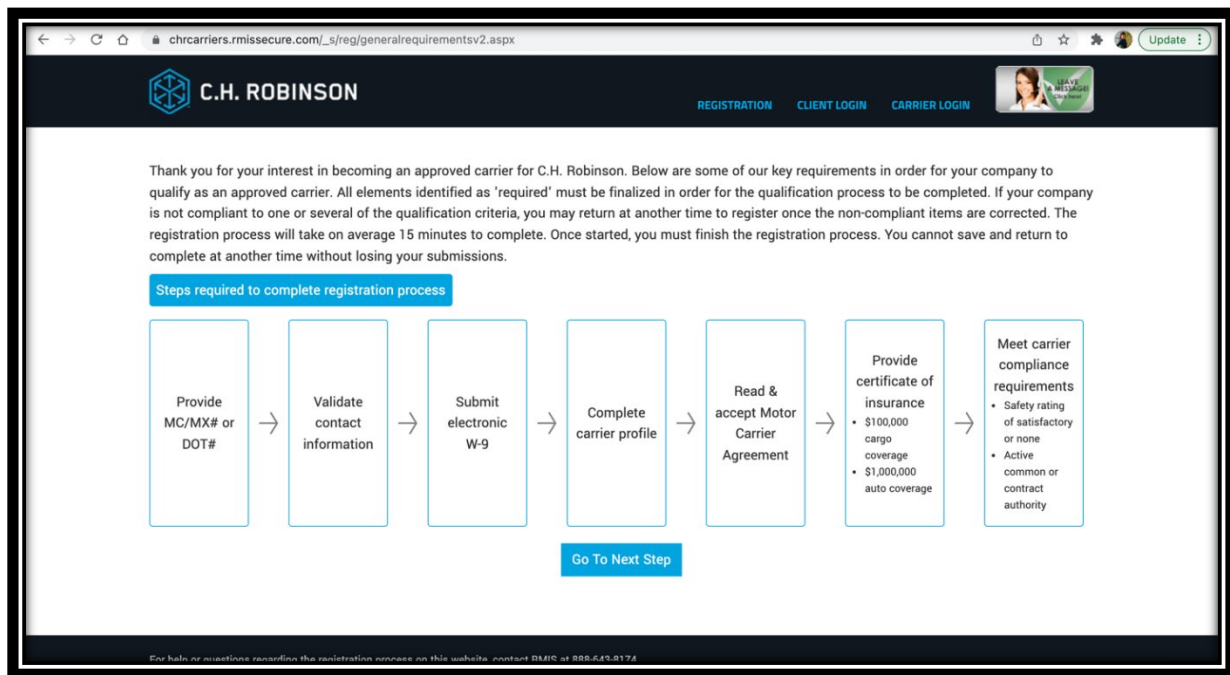 chrcarriers.rmissecure.com/_s/reg/generalrequirementsv2.aspx
Update
C.H. ROBINSON
REGISTRATION CLIENT LOGIN CARRIER LOGIN
LEAVE
A MESSAGE!
Click here!
Thank you for your interest in becoming an approved carrier for C.H. Robinson. Below are some of our key requirements in order for your company to
qualify as an approved carrier. All elements identified as 'required' must be finalized in order for the qualification process to be completed. If your company
is not compliant to one or several of the qualification criteria, you may return at another time to register once the non-compliant items are corrected. The
registration process will take on average 15 minutes to complete. Once started, you must finish the registration process. You cannot save and return to
complete at another time without losing your submissions.
Steps required to complete registration process
Provide
MC/MX# or
DOT#
Validate
contact
information
Submit
electronic
W-9
Complete
carrier profile
Read &
accept Motor
Carrier
Agreement
Provide
certificate of
insurance
• $100,000
cargo
coverage
• $1,000,000
auto coverage
Meet carrier
compliance
requirements
• Safety rating
of satisfactory
or none
• Active
common or
contract
authority
Go To Next Step
For help or questions regarding the registration process on this website, contact RMIS at 888-643-8174